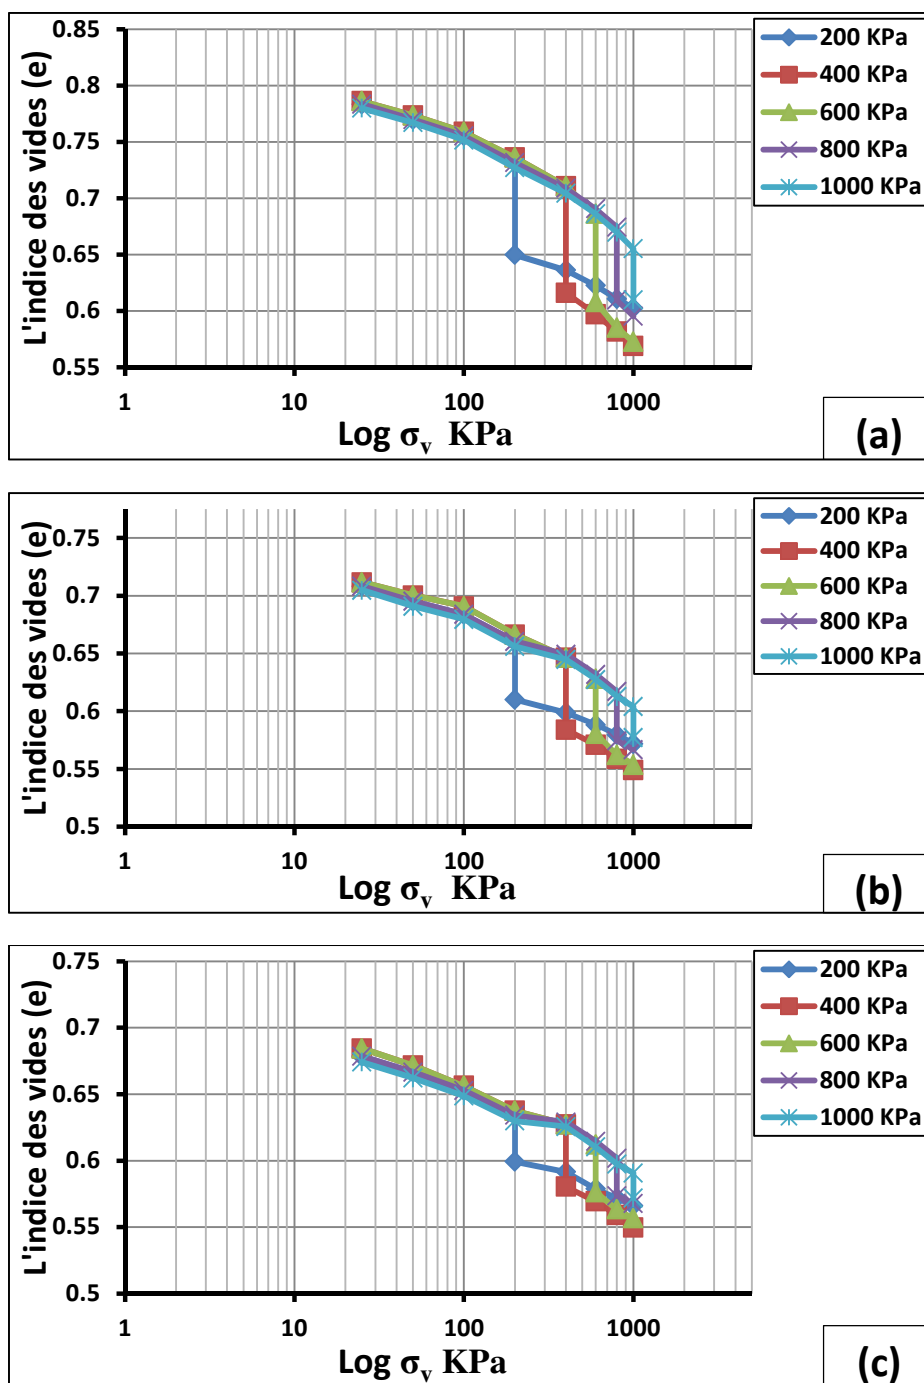 L'indice des vides (e)
0.85
0.8
0.75
0.7
0.65
0.6
0.55
1 10 100 1000
Log σv KPa
200 KPa
400 KPa
600 KPa
800 KPa
1000 KPa
(a)
L'indice des vides (e)
0.75
0.7
0.65
0.6
0.55
0.5
1 10 100 1000
Log σv KPa
200 KPa
400 KPa
600 KPa
800 KPa
1000 KPa
(b)
L'indice des vides (e)
0.75
0.7
0.65
0.6
0.55
0.5
1 10 100 1000
Log σv KPa
200 KPa
400 KPa
600 KPa
800 KPa
1000 KPa
(c)